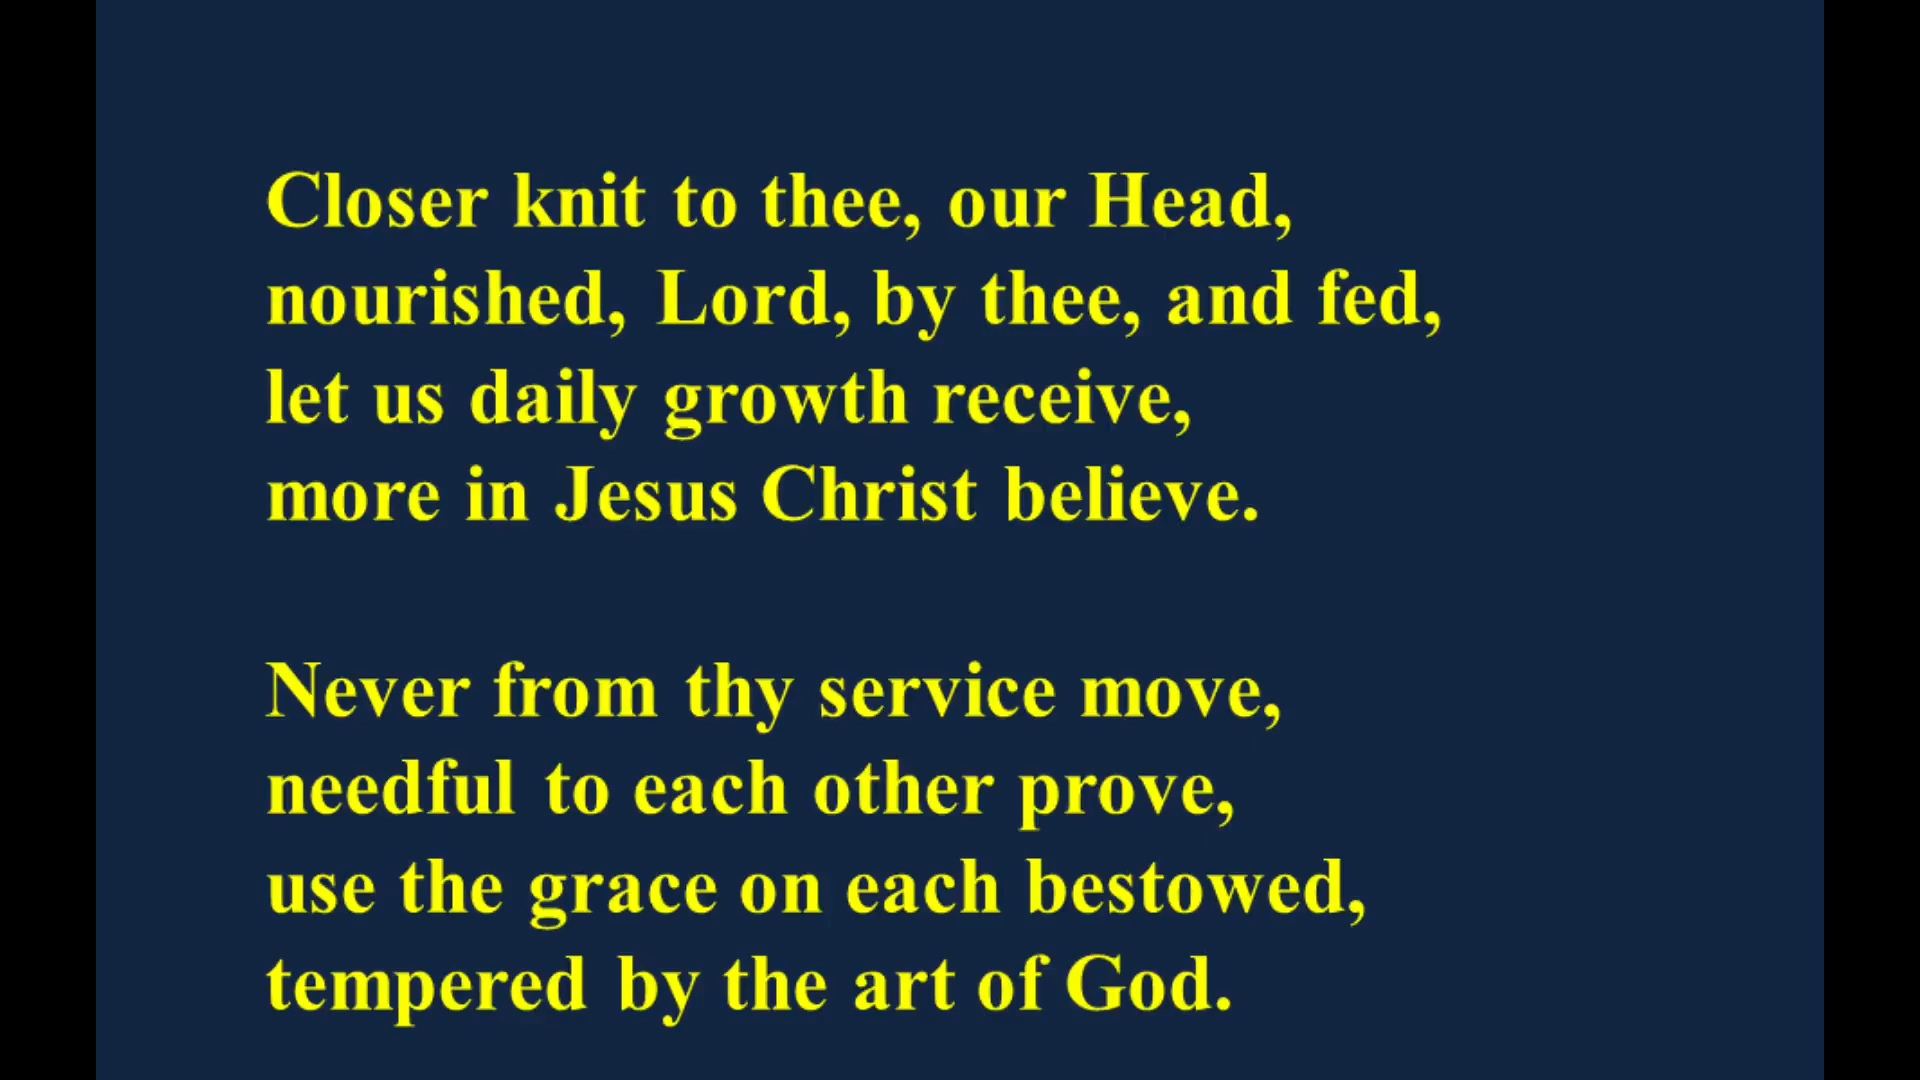 Closer knit to thee, our Head,
nourished, Lord, by thee, and fed,
let us daily growth receive,
more in Jesus Christ believe.
Never from thy service move,
needful to each other prove,
use the grace on each bestowed,
tempered by the art of God.